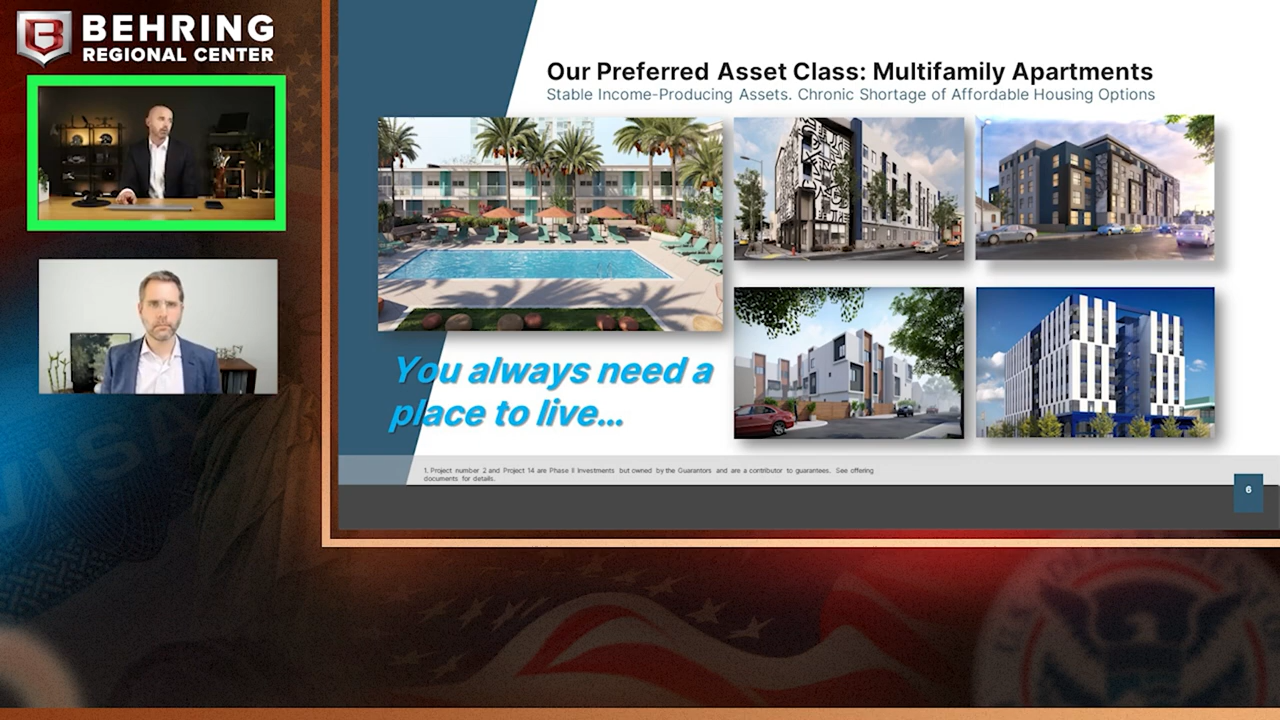 BEHRING
REGIONAL CENTER
Our Preferred Asset Class: Multifamily Apartments
Stable Income-Producing Assets. Chronic Shortage of Affordable Housing Options
You always need a
place to live...
1. Project number 2 and Project 14 are Phase II Investments but owned by the Guarantors and are a contributor to guarantees. See offering
documents for details.
6
VISA